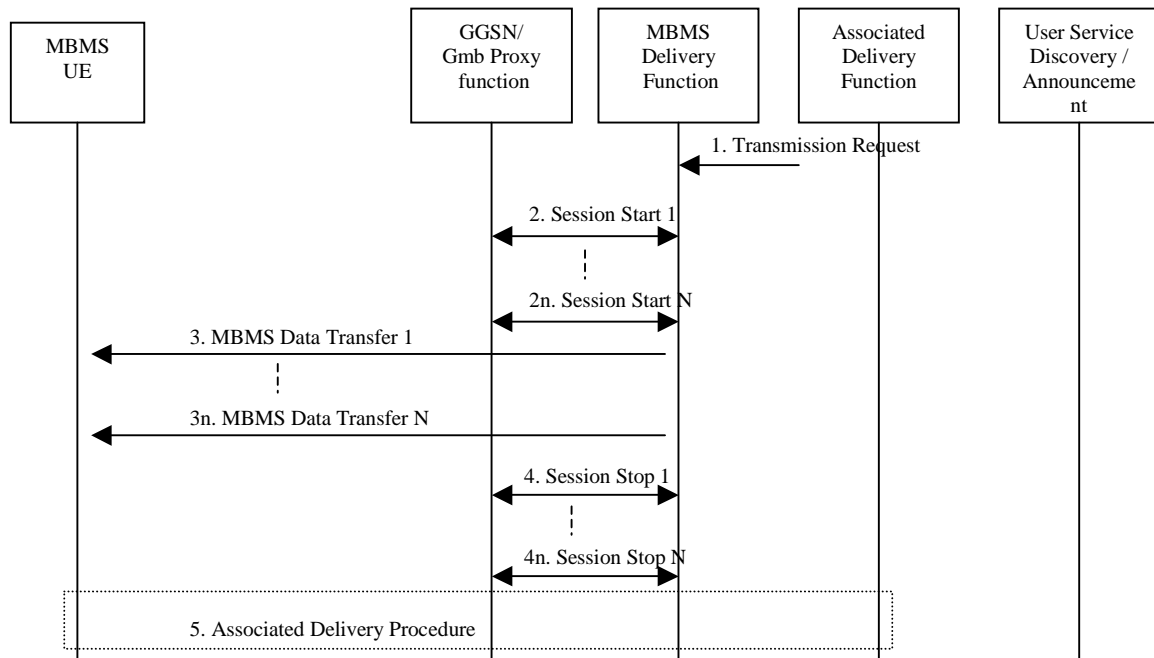 MBMS
UE
GGSN/
Gmb Proxy
function
MBMS
Delivery
Function
Associated
Delivery
Function
User Service
Discovery /
Announceme
nt
1. Transmission Request
2. Session Start 1
2n. Session Start N
3. MBMS Data Transfer 1
3n. MBMS Data Transfer N
4. Session Stop 1
4n. Session Stop N
5. Associated Delivery Procedure